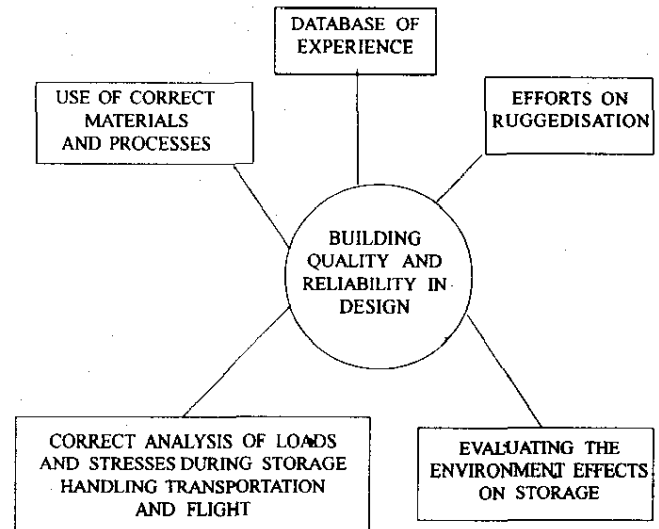 DATABASE OF
EXPERIENCE
USE OF CORRECT
MATERIALS
AND PROCESSES
EFFORTS ON
RUGGEDISATION
BUILDING
QUALITY AND
RELIABILITY IN
DESIGN
CORRECT ANALYSIS OF LOADS
AND STRESSES DURING STORAGE
HANDLING TRANSPORTATION
AND FLIGHT
EVALUATING THE
ENVIRONMENT EFFECTS
ON STORAGE